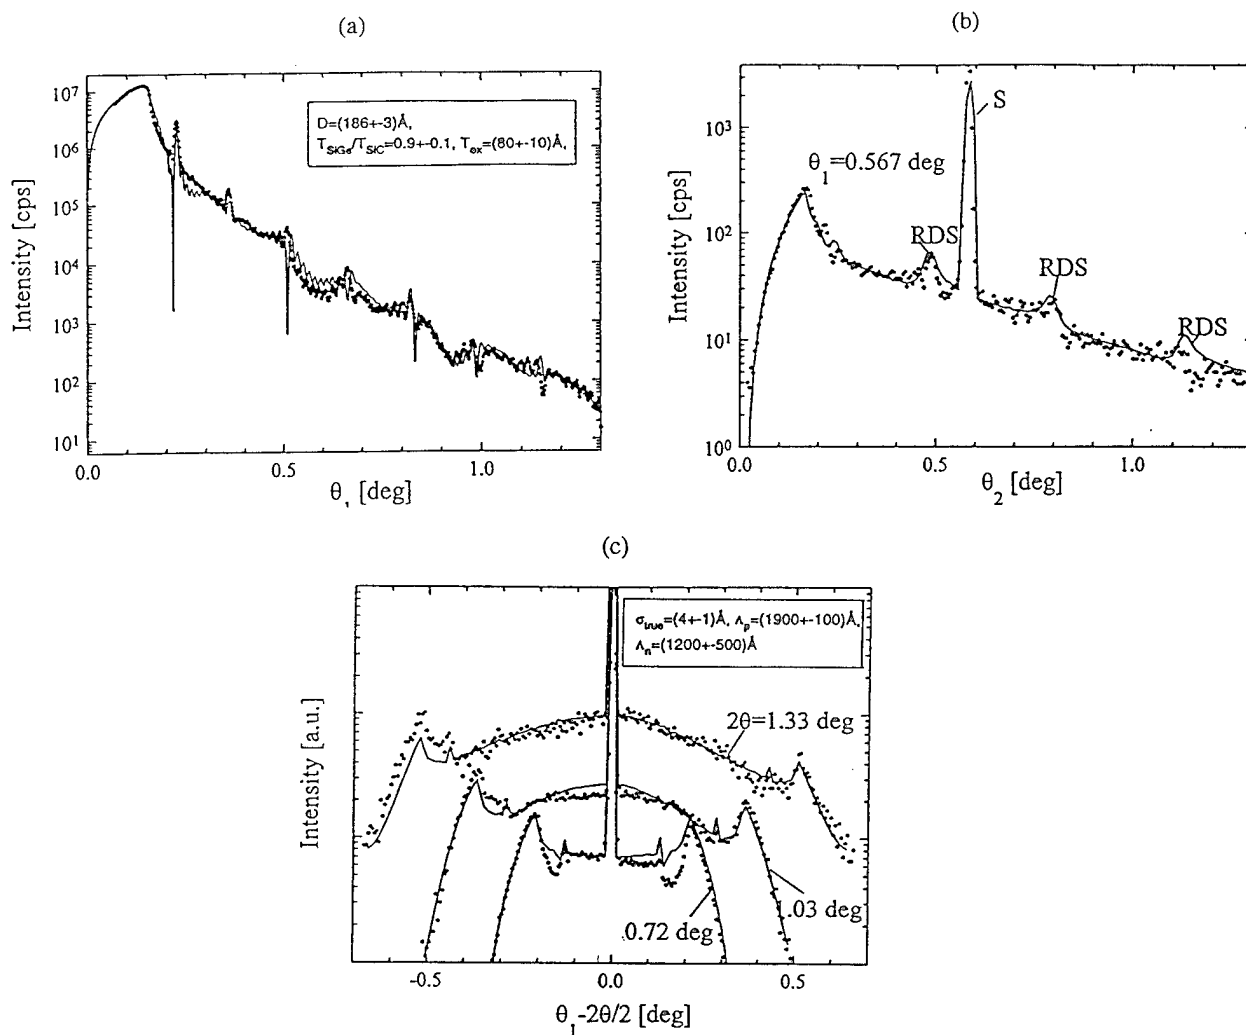 (a)
10^7
10^6
10^5
10^4
10^3
10^2
10^1
Intensity [cps]
D=(186+-3)Å,
T_SiGe/T_SiC=0.9+-0.1, T_ox=(80+-10)Å,
0.0
0.5
1.0
θ_1 [deg]
(b)
10^3
10^2
10^1
10^0
Intensity [cps]
S
θ_1=0.567 deg
RDS
RDS
RDS
0.0
0.5
1.0
θ_2 [deg]
(c)
Intensity [a.u.]
σ_true=(4+-1)Å, Λ_p=(1900+-100)Å,
Λ_n=(1200+-500)Å
2θ=1.33 deg
1.03 deg
0.72 deg
-0.5
0.0
0.5
θ_1-2θ/2 [deg]